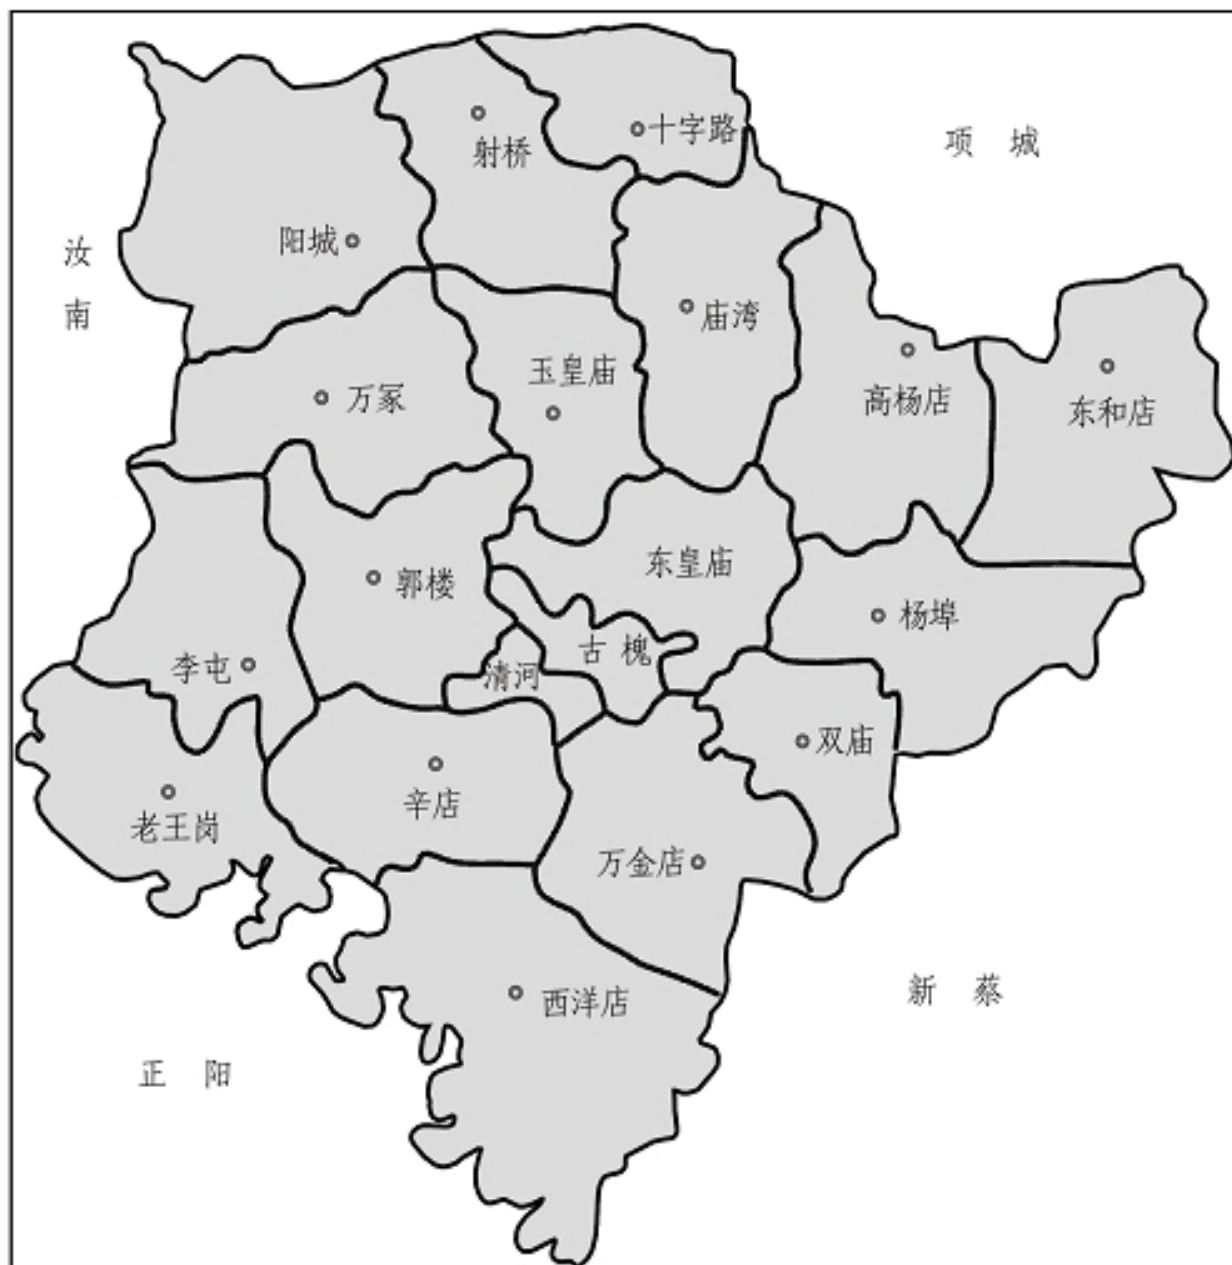 十字路
项 城
射桥
阳城
汝
南
庙湾
玉皇庙
万冢
高杨店
东和店
东皇庙
郭楼
杨埠
古 槐
李屯
清河
双庙
辛店
老王岗
万金店
西洋店
新 蔡
正 阳